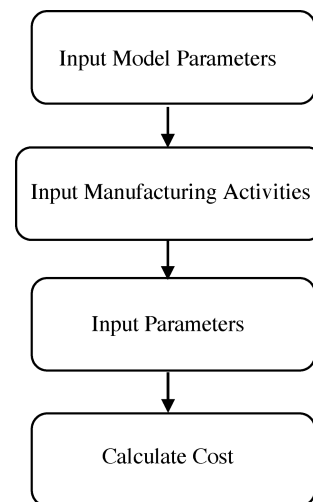 Input Model Parameters
Input Manufacturing Activities
Input Parameters
Calculate Cost